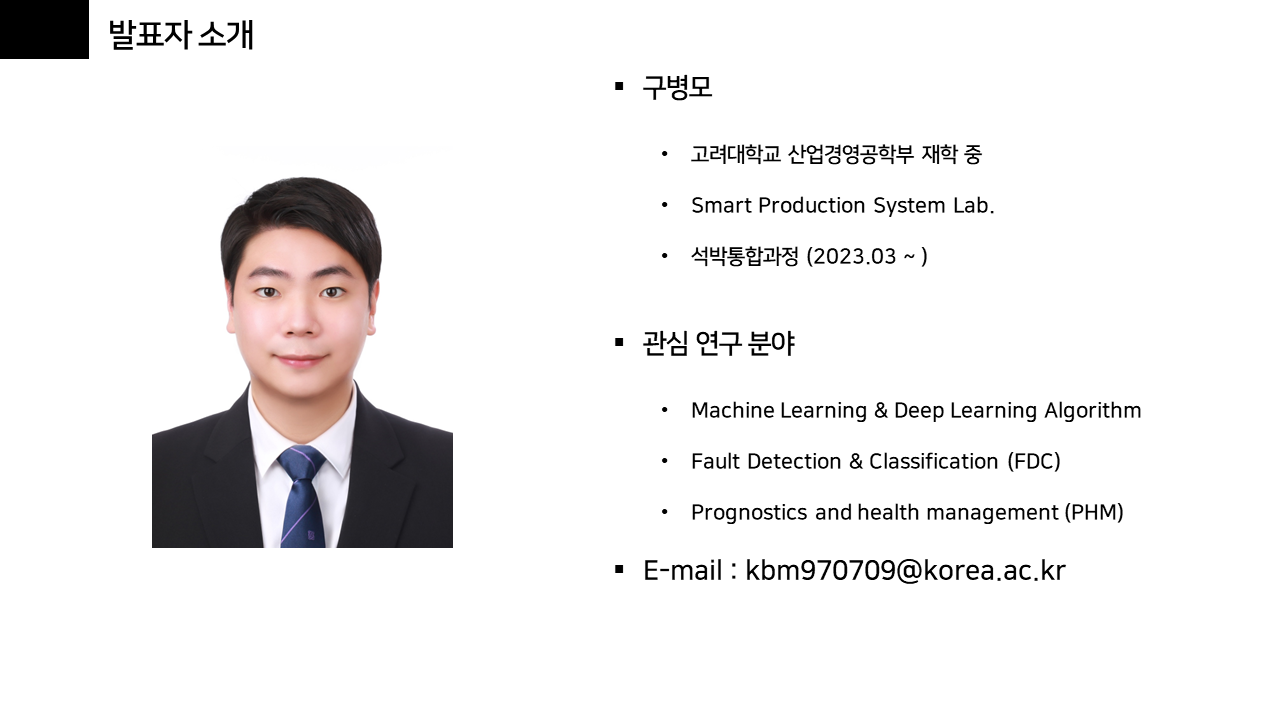 발표자 소개
▪ 구병모
• 고려대학교 산업경영공학부 재학 중
• Smart Production System Lab.
• 석박통합과정 (2023.03 ~ )
▪ 관심 연구 분야
• Machine Learning & Deep Learning Algorithm
• Fault Detection & Classification (FDC)
• Prognostics and health management (PHM)
▪ E-mail : kbm970709@korea.ac.kr